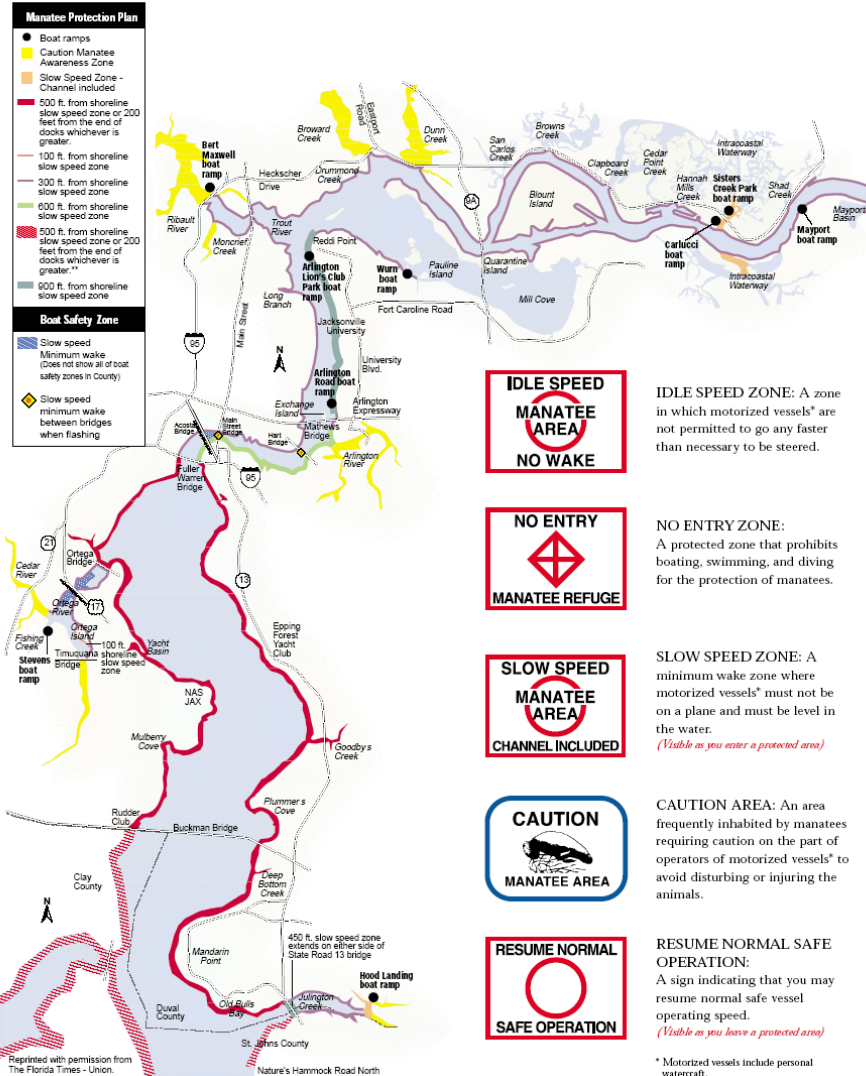 Manatee Protection Plan
Boat ramps
Caution Manatee
Awareness Zone
Slow Speed Zone -
Channel included
500 ft. from shoreline
slow speed zone or 200
feet from the end of
docks whichever is
greater.
100 ft. from shoreline
slow speed zone
300 ft. from shoreline
slow speed zone
600 ft. from shoreline
slow speed zone
500 ft. from shoreline
slow speed zone or 200
feet from the end of
docks whichever is
greater.**
900 ft. from shoreline
slow speed zone
Boat Safety Zone
Slow speed
Minimum wake
(Does not show all of boat
safety zones in County)
Slow speed
minimum wake
between bridges
when flashing
Bert
Maxwell
boat
ramp
Broward
Creek
Eastport
Road
Dunn
Creek
Heckscher
Drive
Drummond
Creek
9A
San
Carlos
Creek
Browns
Creek
Clapboard
Creek
Cedar
Point
Creek
Intracoastal
Waterway
Hannah
Mills
Creek
Sisters
Creek Park
boat ramp
Shad
Creek
Mayport
Basin
Mayport
boat ramp
Carlucci
boat
ramp
Intracoastal
Waterway
Blount
Island
Ribault
River
Moncrief
Creek
Trout
River
Reddi Point
Arlington
Lion's Club
Park boat
ramp
Wurn
boat
ramp
Pauline
Island
Quarantine
Island
Mill Cove
Fort Caroline Road
Long
Branch
Main Street
95
N
Jacksonville
University
University
Blvd.
Arlington
Road boat
ramp
Exchange
Island
Arlington
Expressway
Mathews
Bridge
Acosta
Bridge
Main
Street
Bridge
Hart
Bridge
Arlington
River
95
Fuller
Warren
Bridge
21
Cedar
River
Ortega
Bridge
17
Ortega
River
Ortega
Island
Fishing
Creek
Stevens
boat
ramp
Timuquana
Bridge
100 ft.
shoreline
slow speed
zone
Yacht
Basin
13
Epping
Forest
Yacht
Club
NAS
JAX
Mulberry
Cove
Goodby's
Creek
Plummer's
Cove
Rudder
Club
Buckman Bridge
Clay
County
N
Deep
Bottom
Creek
450 ft. slow speed zone
extends on either side of
State Road 13 bridge
Mandarin
Point
Hood Landing
boat ramp
Julington
Creek
Old Bulls
Bay
Duval
County
St. Johns County
Nature's Hammock Road North
Reprinted with permission from
The Florida Times - Union.
IDLE SPEED
MANATEE
AREA
NO WAKE
IDLE SPEED ZONE: A zone
in which motorized vessels* are
not permitted to go any faster
than necessary to be steered.
NO ENTRY
MANATEE REFUGE
NO ENTRY ZONE:
A protected zone that prohibits
boating, swimming, and diving
for the protection of manatees.
SLOW SPEED
MANATEE
AREA
CHANNEL INCLUDED
SLOW SPEED ZONE: A
minimum wake zone where
motorized vessels* must not be
on a plane and must be level in
the water.
(Visible as you enter a protected area)
CAUTION
MANATEE AREA
CAUTION AREA: An area
frequently inhabited by manatees
requiring caution on the part of
operators of motorized vessels* to
avoid disturbing or injuring the
animals.
RESUME NORMAL
SAFE OPERATION
RESUME NORMAL SAFE
OPERATION:
A sign indicating that you may
resume normal safe vessel
operating speed.
(Visible as you leave a protected area)
* Motorized vessels include personal
watercraft.